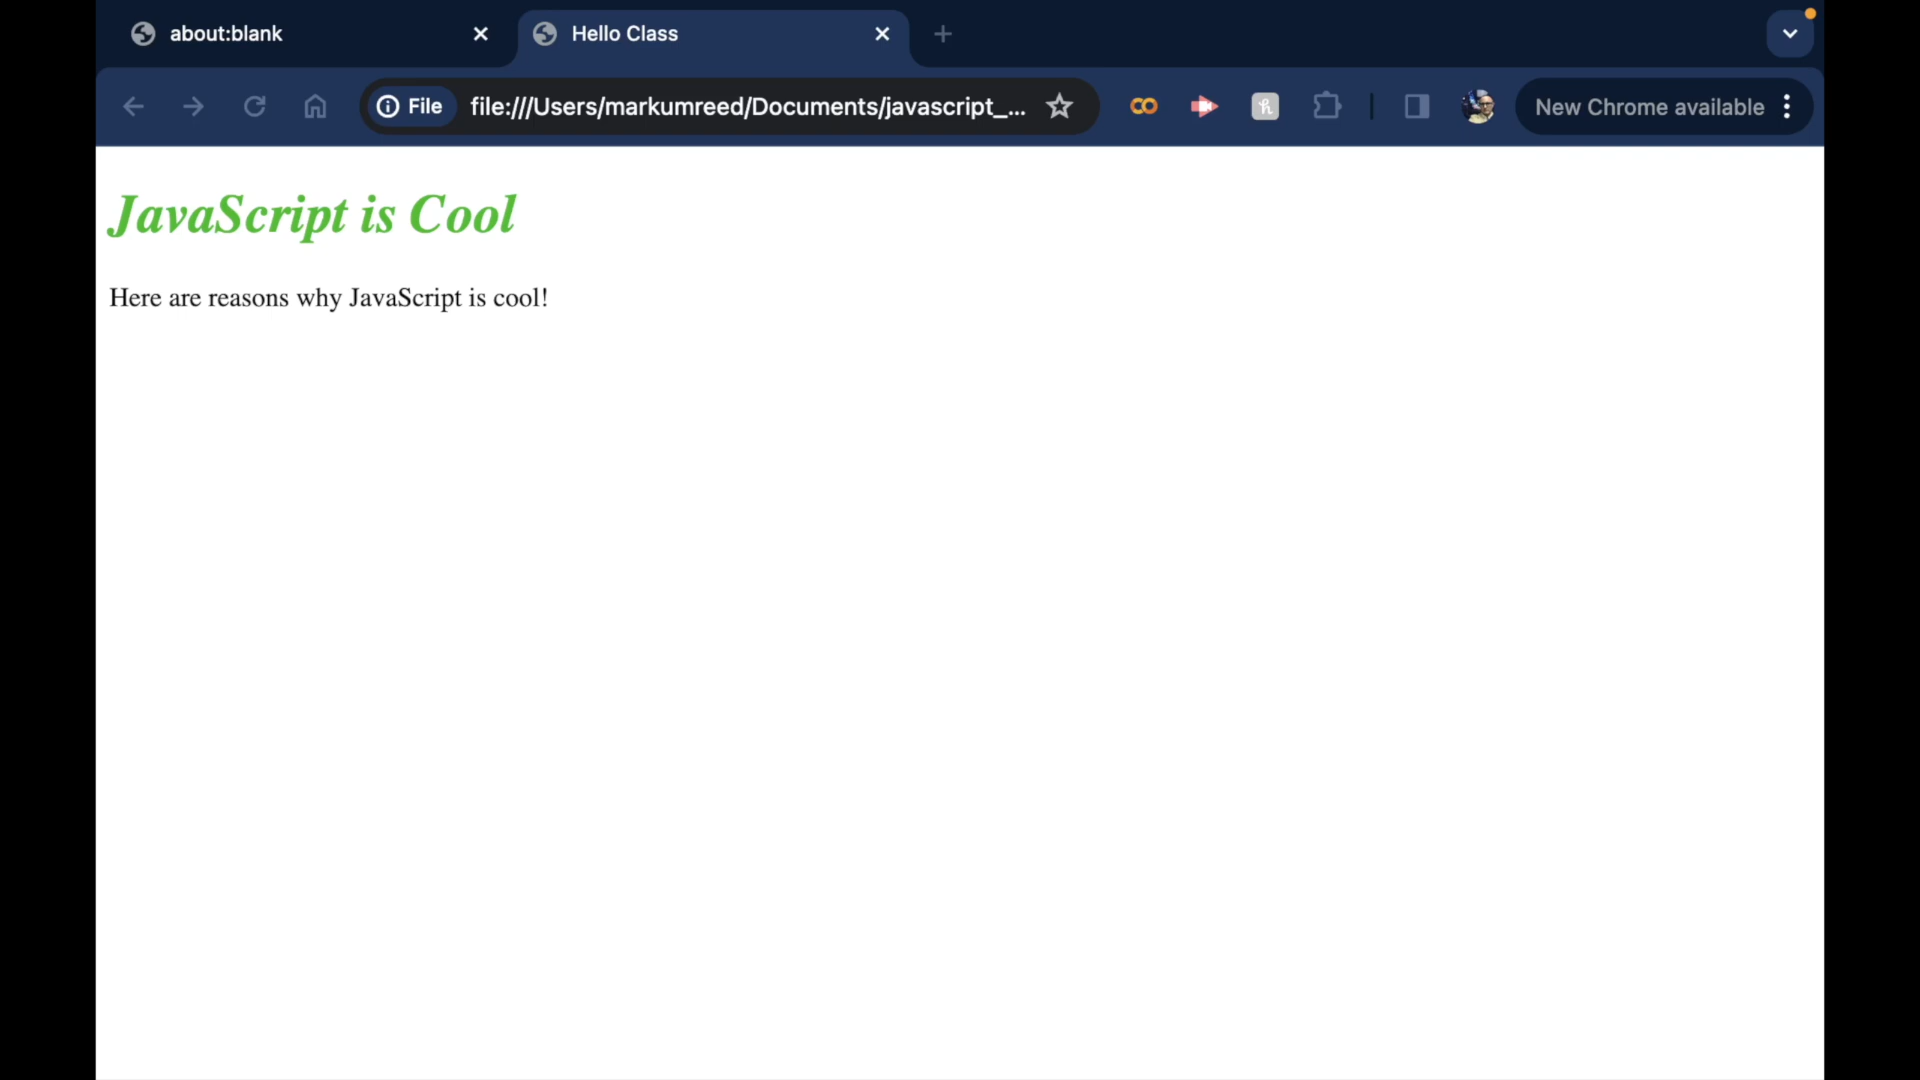 about:blank
Hello Class
File file:///Users/markumreed/Documents/javascript_...
New Chrome available
JavaScript is Cool
Here are reasons why JavaScript is cool!